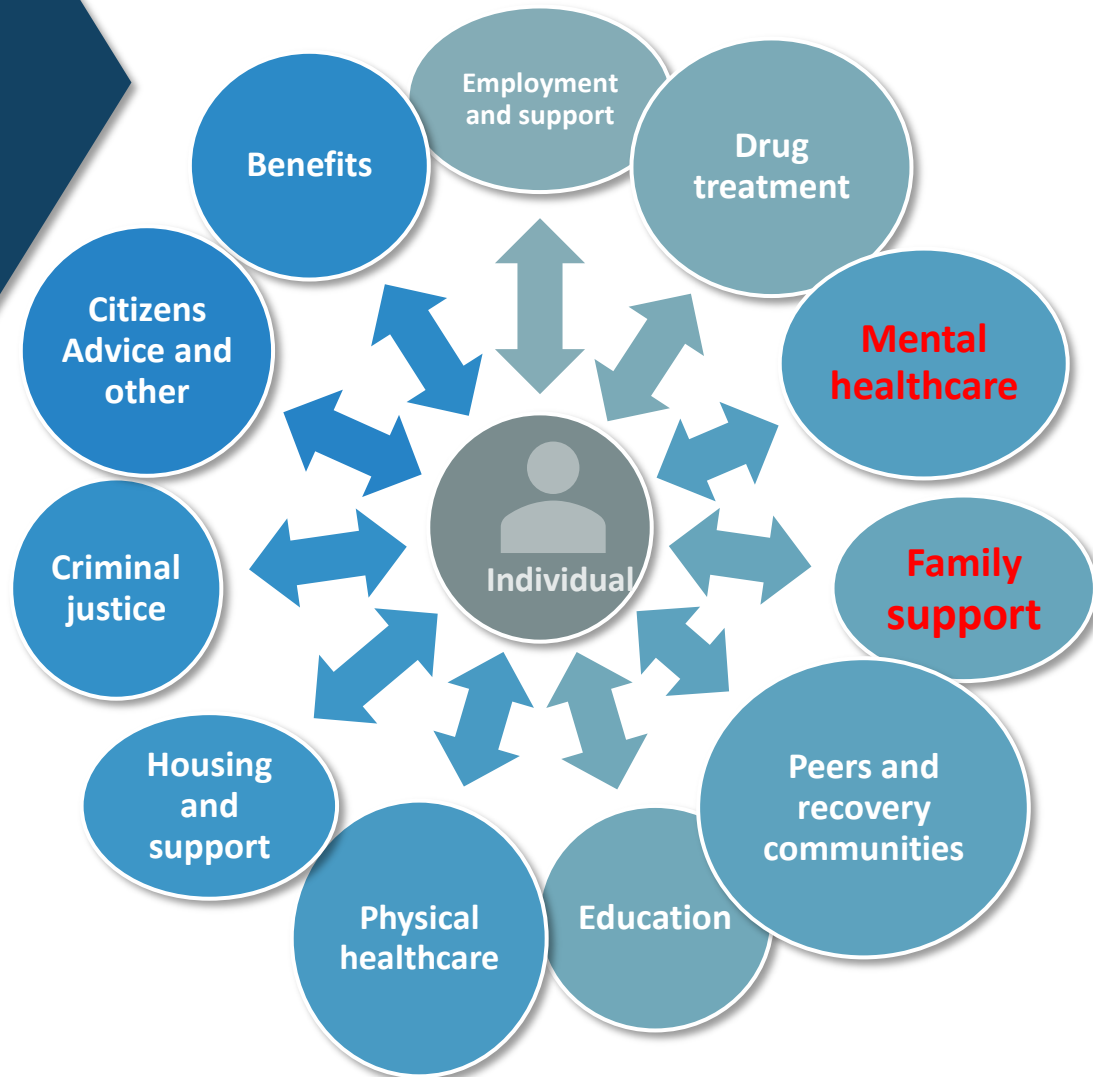 Employment
and support
Drug
treatment
Mental
healthcare
Family
support
Peers and
recovery
communities
Education
Physical
healthcare
Housing
and
support
Criminal
justice
Citizens
Advice and
other
Benefits
Individual